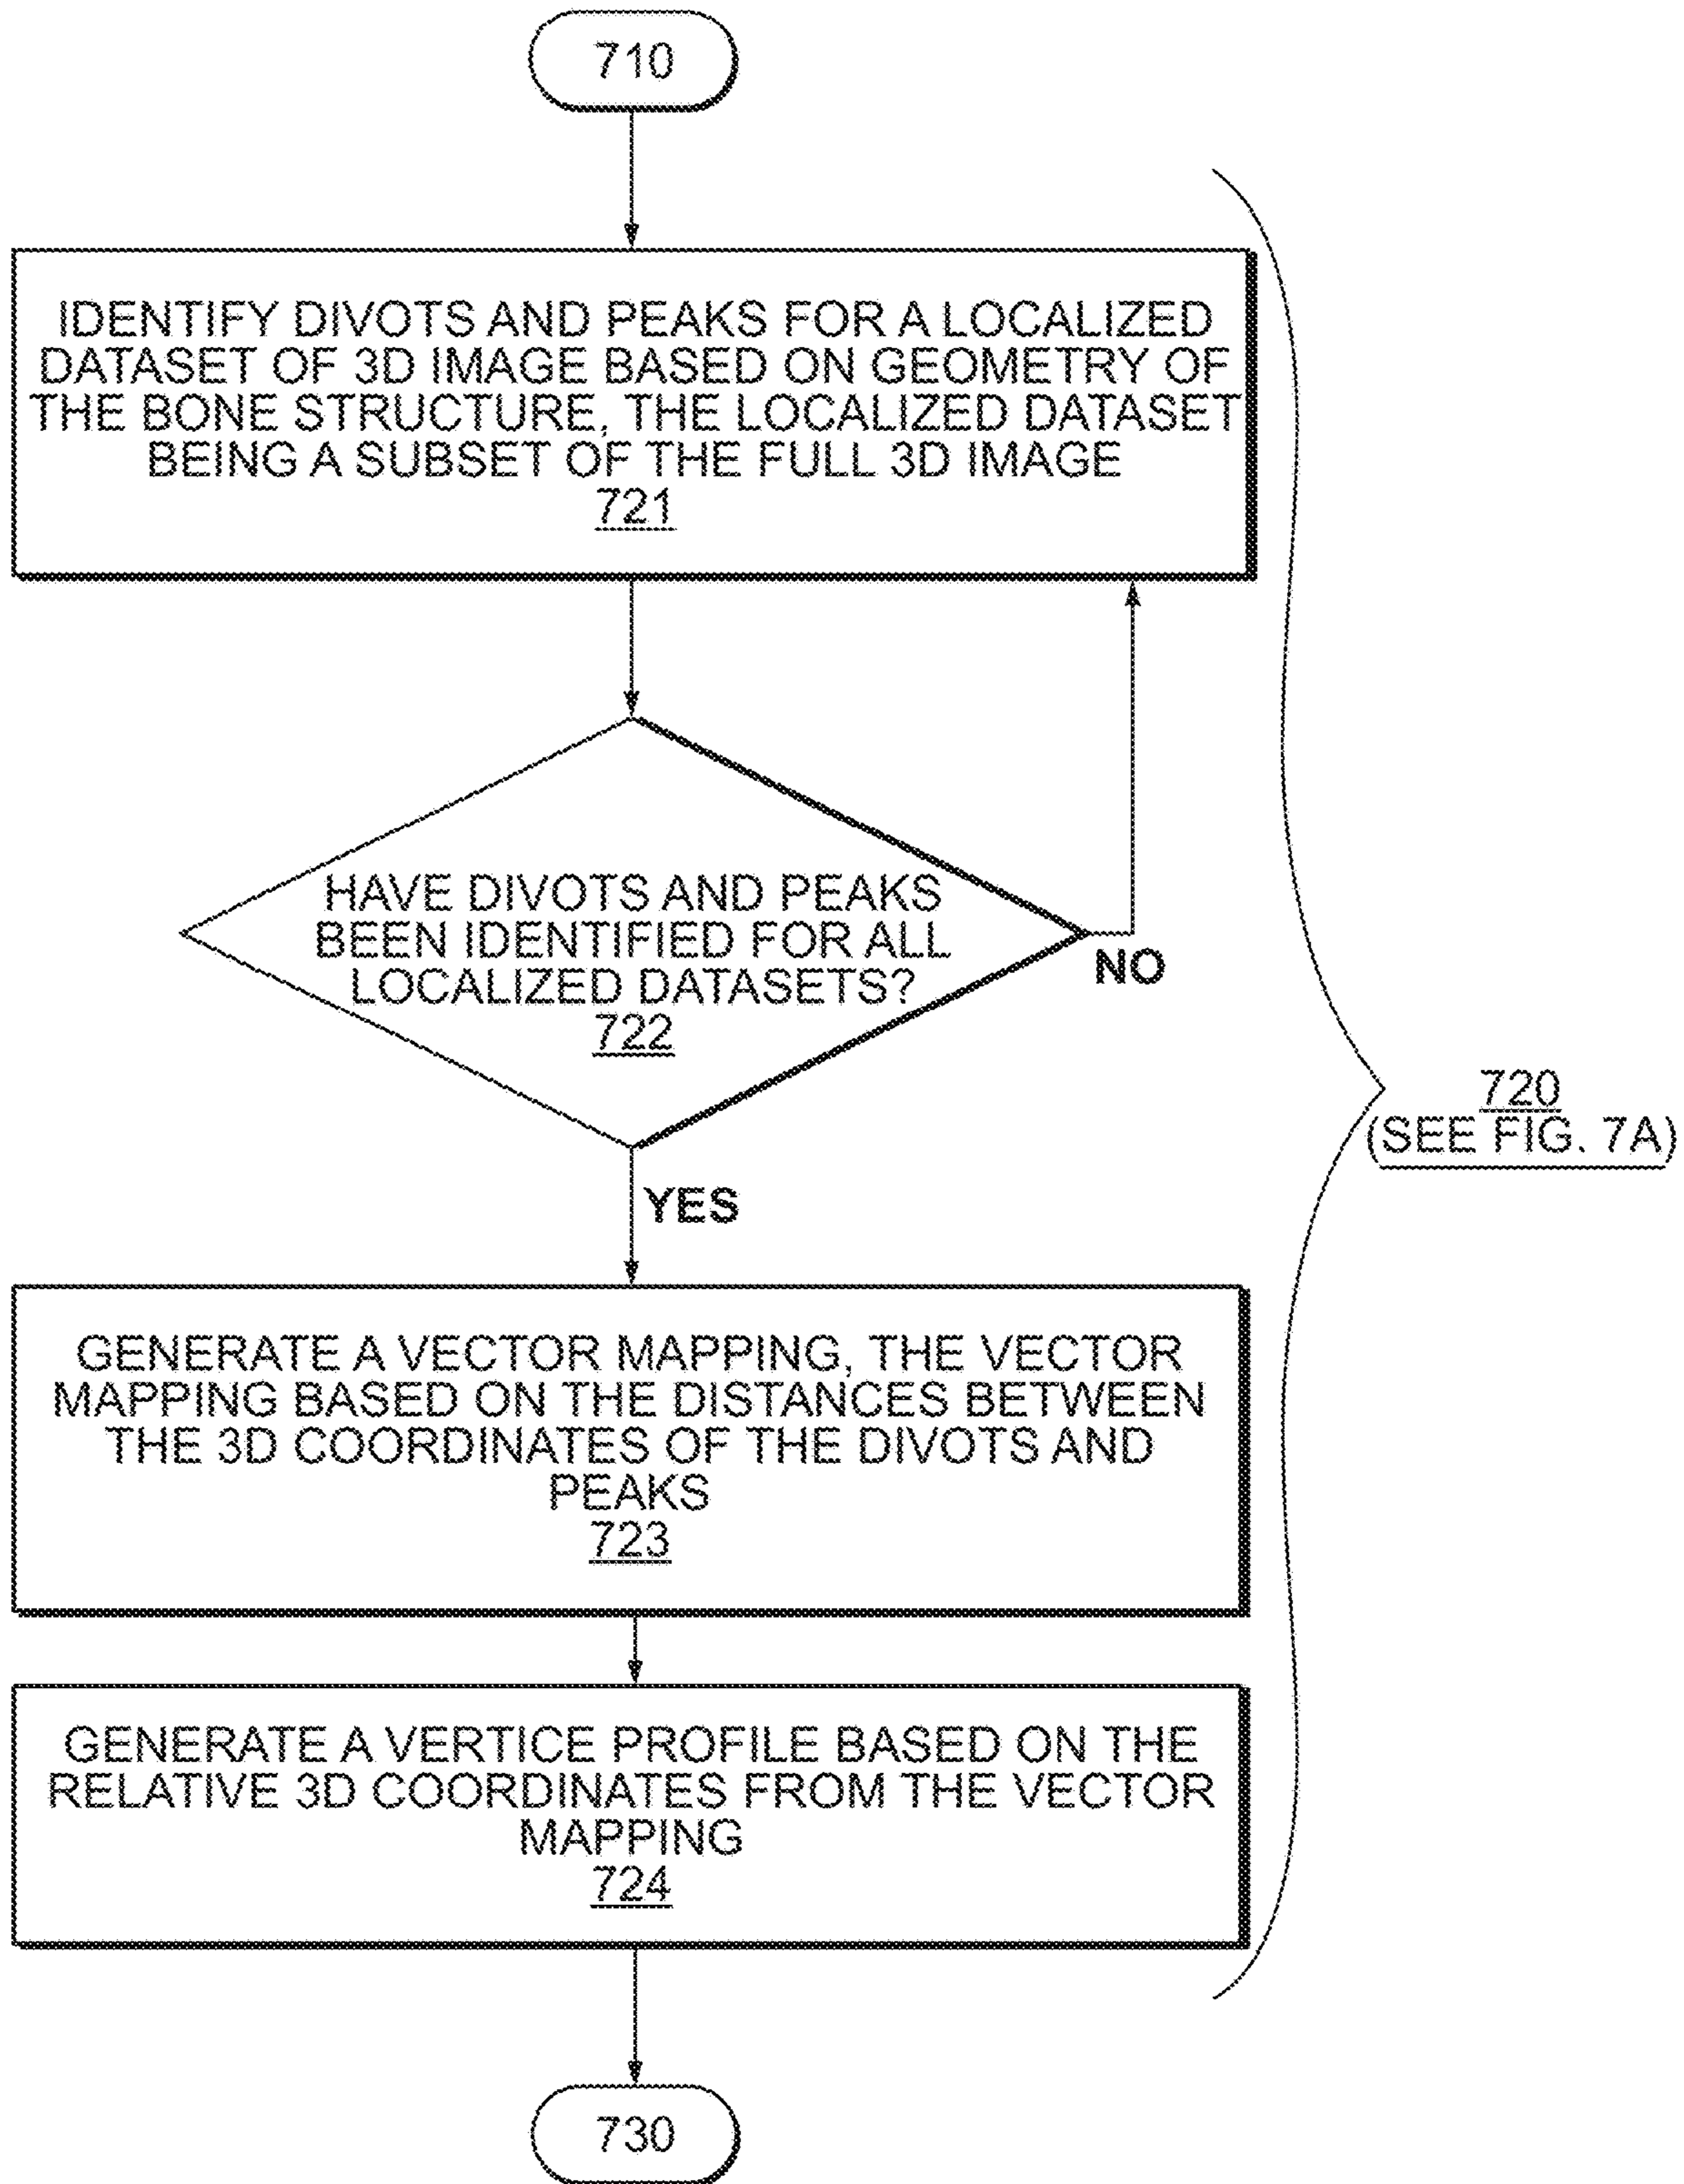 710
IDENTIFY DIVOTS AND PEAKS FOR A LOCALIZED
DATASET OF 3D IMAGE BASED ON GEOMETRY OF
THE BONE STRUCTURE, THE LOCALIZED DATASET
BEING A SUBSET OF THE FULL 3D IMAGE
721
HAVE DIVOTS AND PEAKS
BEEN IDENTIFIED FOR ALL
LOCALIZED DATASETS?
722
NO
720
(SEE FIG. 7A)
YES
GENERATE A VECTOR MAPPING, THE VECTOR
MAPPING BASED ON THE DISTANCES BETWEEN
THE 3D COORDINATES OF THE DIVOTS AND
PEAKS
723
GENERATE A VERTICE PROFILE BASED ON THE
RELATIVE 3D COORDINATES FROM THE VECTOR
MAPPING
724
730